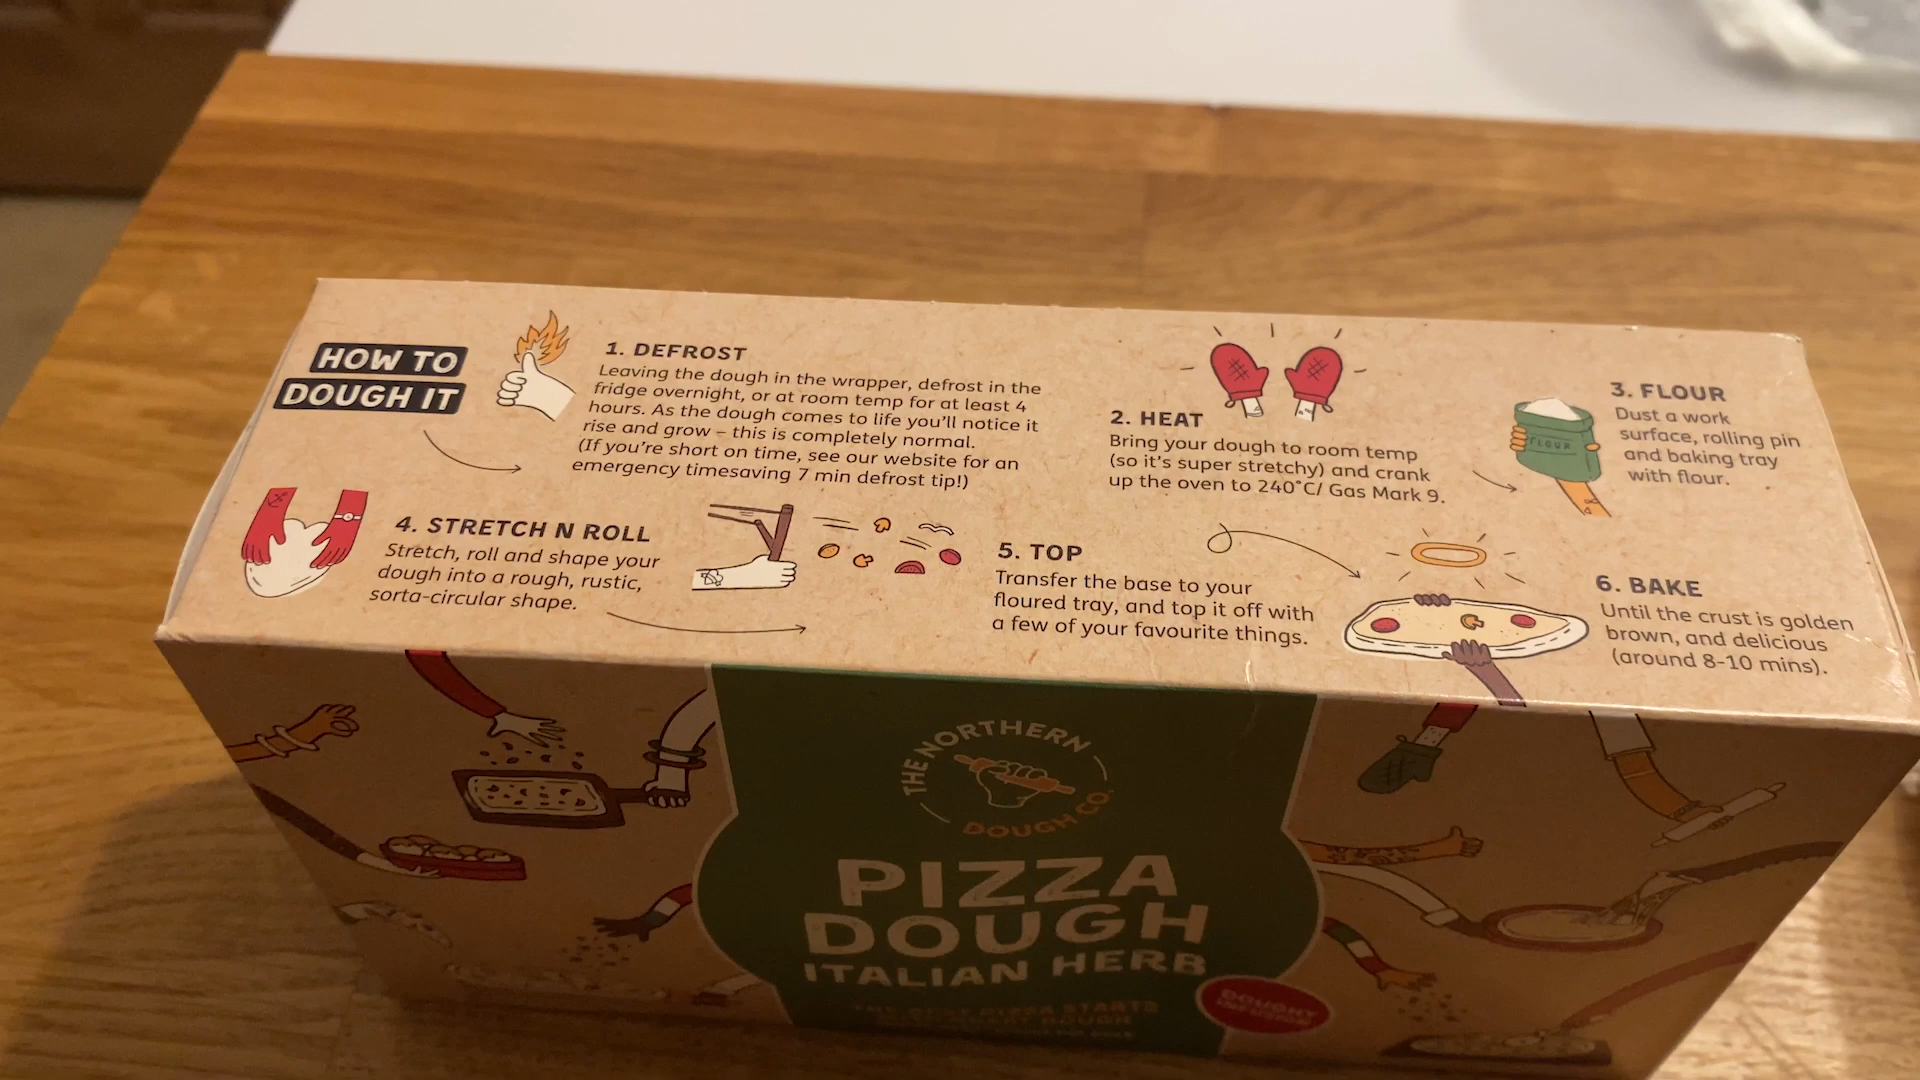 HOW TO
DOUGH IT
1. DEFROST
Leaving the dough in the wrapper, defrost in the
fridge overnight, or at room temp for at least 4
hours. As the dough comes to life you'll notice it
rise and grow – this is completely normal.
(If you're short on time, see our website for an
emergency timesaving 7 min defrost tip!)
2. HEAT
Bring your dough to room temp
(so it's super stretchy) and crank
up the oven to 240°C/ Gas Mark 9.
3. FLOUR
Dust a work
surface, rolling pin
and baking tray
with flour.
FLOUR
4. STRETCH N ROLL
Stretch, roll and shape your
dough into a rough, rustic,
sorta-circular shape.
5. TOP
Transfer the base to your
floured tray, and top it off with
a few of your favourite things.
6. BAKE
Until the crust is golden
brown, and delicious
(around 8-10 mins).
THE NORTHERN
DOUGH CO.
PIZZA
DOUGH
ITALIAN HERB
THE BEST PIZZA STARTS
DOUGH
DOUGHY